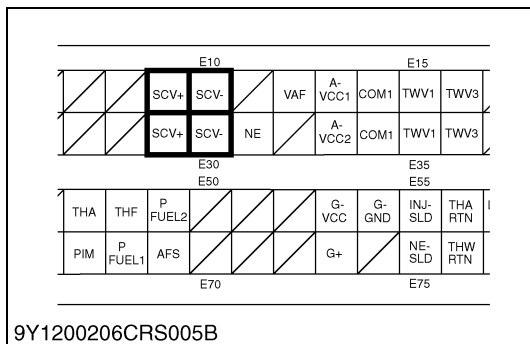 E10 E15
SCV+ SCV- VAF A-VCC1 COM1 TWV1 TWV3
SCV+ SCV- NE A-VCC2 COM1 TWV1 TWV3
E30 E35
E50 E55
THA THF P FUEL2 G-VCC G-GND INJ-SLD THA RTN
PIM P FUEL1 AFS G+ NE-SLD THW RTN
E70 E75
9Y1200206CRS005B